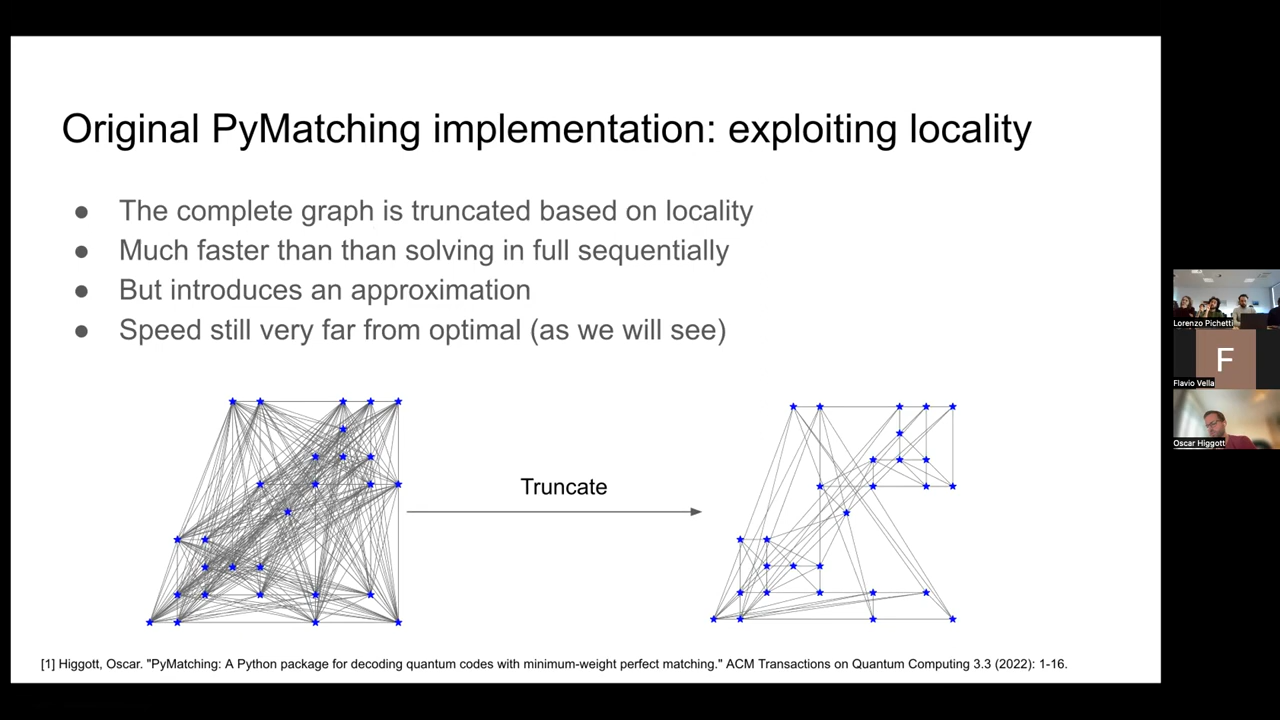 Original PyMatching implementation: exploiting locality
● The complete graph is truncated based on locality
● Much faster than than solving in full sequentially
● But introduces an approximation
● Speed still very far from optimal (as we will see)
Truncate
[1] Higgott, Oscar. "PyMatching: A Python package for decoding quantum codes with minimum-weight perfect matching." ACM Transactions on Quantum Computing 3.3 (2022): 1-16.
Lorenzo Pichetti
F
Flavio Vella
Oscar Higgott